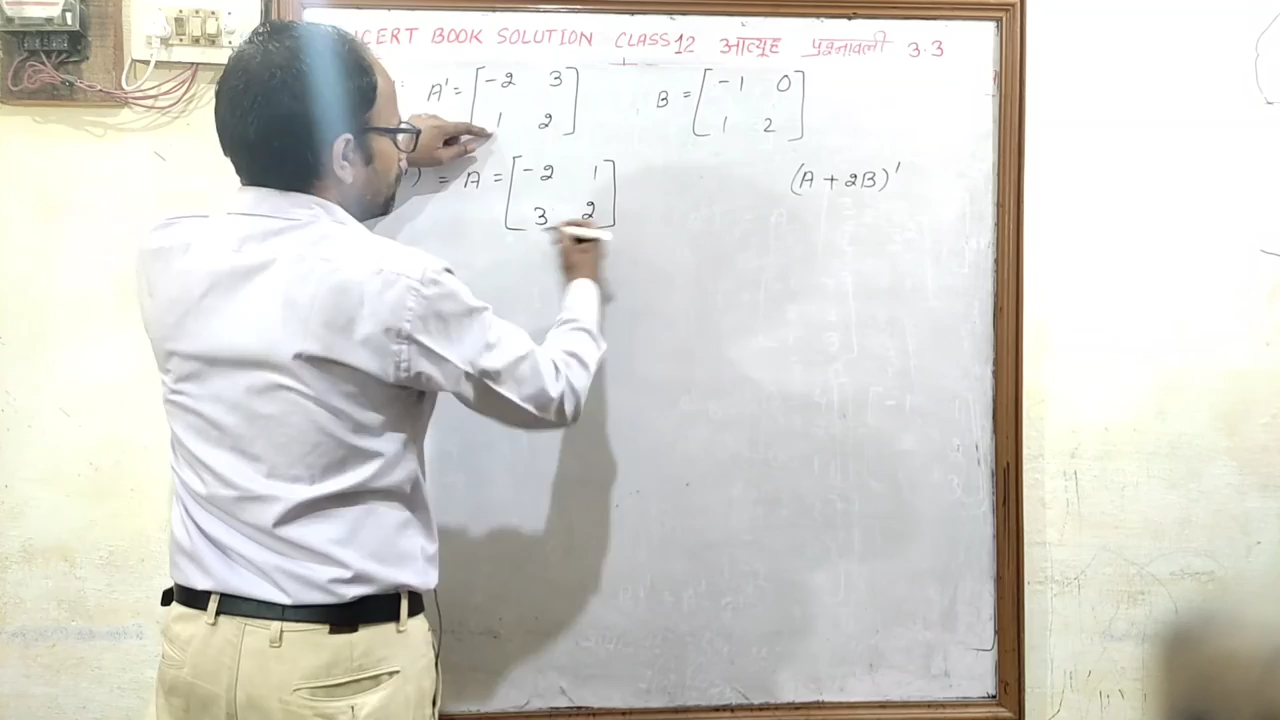 NCERT BOOK SOLUTION CLASS 12 आव्यूह प्रश्नावली 3.3
A' = [-2 3
1 2] B = [-1 0
1 2]
') = A = [-2 1
3 2] (A + 2B)'